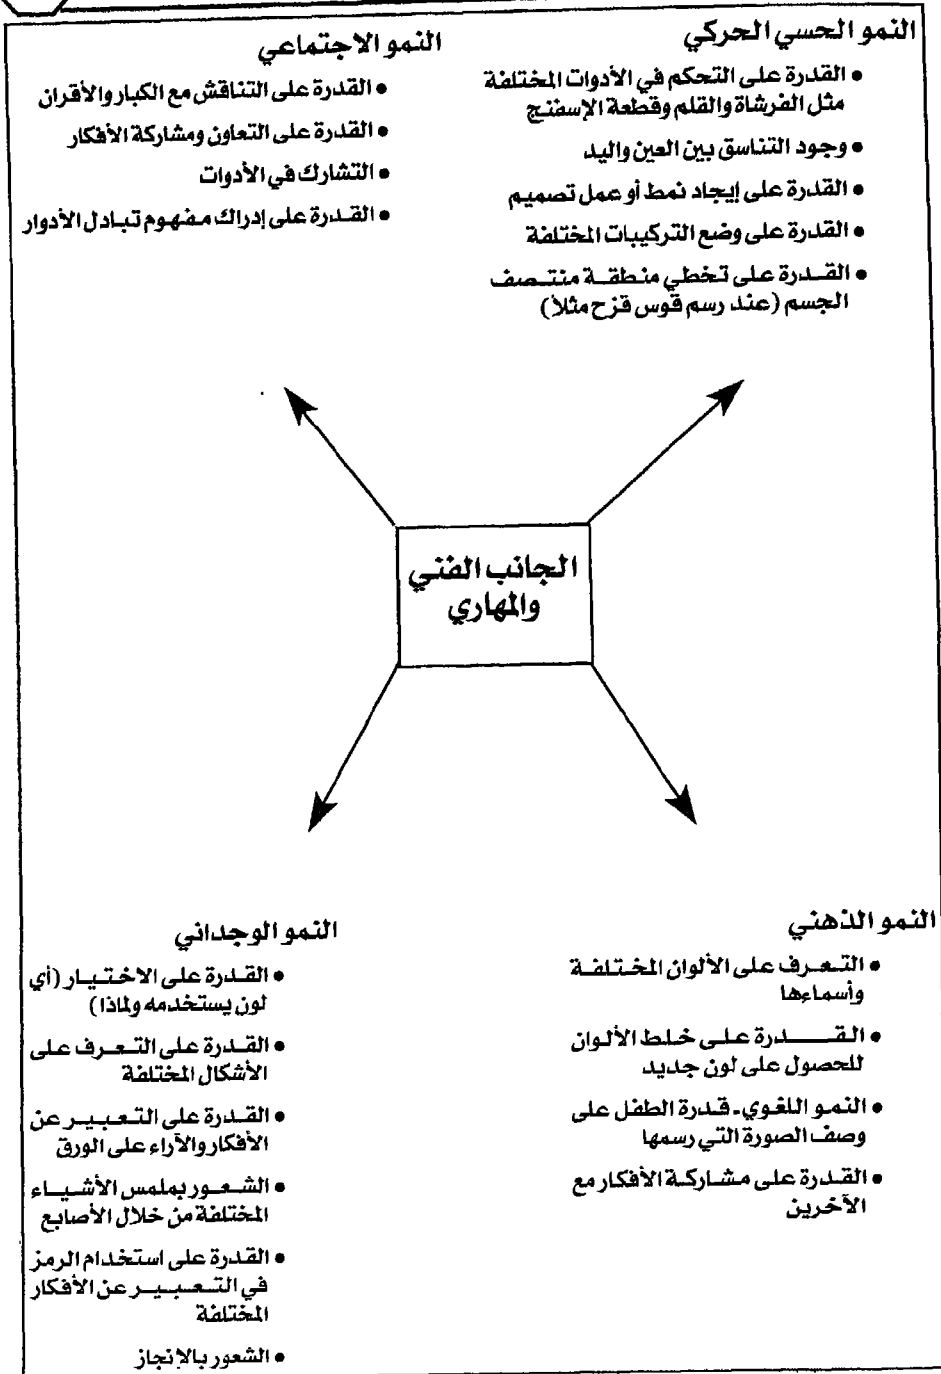 النمو الحسي الحركي
• القدرة على التحكم في الأدوات المختلفة
مثل الفرشاة والقلم وقطعة الإسفنج
• وجود التناسق بين العين واليد
• القدرة على إيجاد نمط أو عمل تصميم
• القدرة على وضع التركيبات المختلفة
• القدرة على تخطي منطقة منتصف
الجسم (عند رسم قوس قزح مثلاً)
النمو الاجتماعي
• القدرة على التناقش مع الكبار والأقران
• القدرة على التعاون ومشاركة الأفكار
• التشارك في الأدوات
• القدرة على إدراك مفهوم تبادل الأدوار
الجانب الفني
والمهاري
النمو الذهني
• التعرف على الألوان المختلفة
وأسماءها
• القدرة على خلط الألوان
للحصول على لون جديد
• النمو اللغوي - قدرة الطفل على
وصف الصورة التي رسمها
• القدرة على مشاركة الأفكار مع
الآخرين
النمو الوجداني
• القدرة على الاختيار (أي
لون يستخدمه ولماذا)
• القدرة على التعرف على
الأشكال المختلفة
• القدرة على التعبير عن
الأفكار والآراء على الورق
• الشعور بملمس الأشياء
المختلفة من خلال الأصابع
• القدرة على استخدام الرمز
في التعبير عن الأفكار
المختلفة
• الشعور بالإنجاز